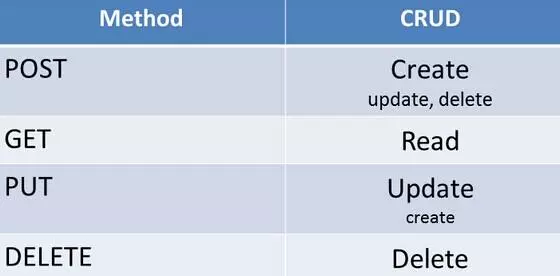 Method CRUD
POST Create
update, delete
GET Read
PUT Update
create
DELETE Delete